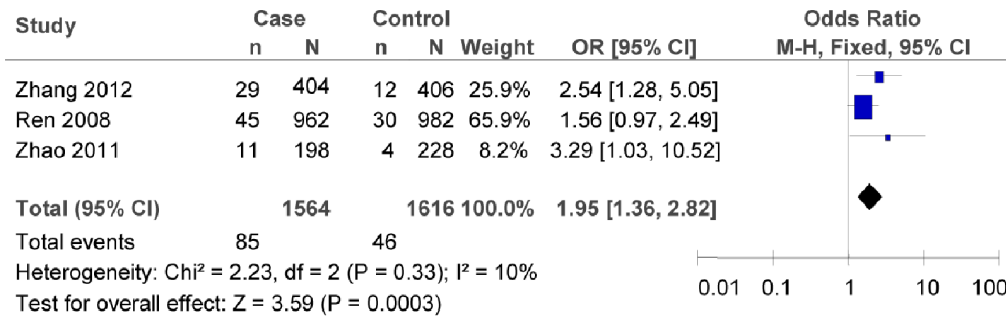 Study Case Control Odds Ratio
n N n N Weight OR [95% CI] M-H, Fixed, 95% CI
Zhang 2012 29 404 12 406 25.9% 2.54 [1.28, 5.05]
Ren 2008 45 962 30 982 65.9% 1.56 [0.97, 2.49]
Zhao 2011 11 198 4 228 8.2% 3.29 [1.03, 10.52]
Total (95% CI) 1564 1616 100.0% 1.95 [1.36, 2.82]
Total events 85 46
Heterogeneity: Chi² = 2.23, df = 2 (P = 0.33); I² = 10%
Test for overall effect: Z = 3.59 (P = 0.0003)
0.01 0.1 1 10 100